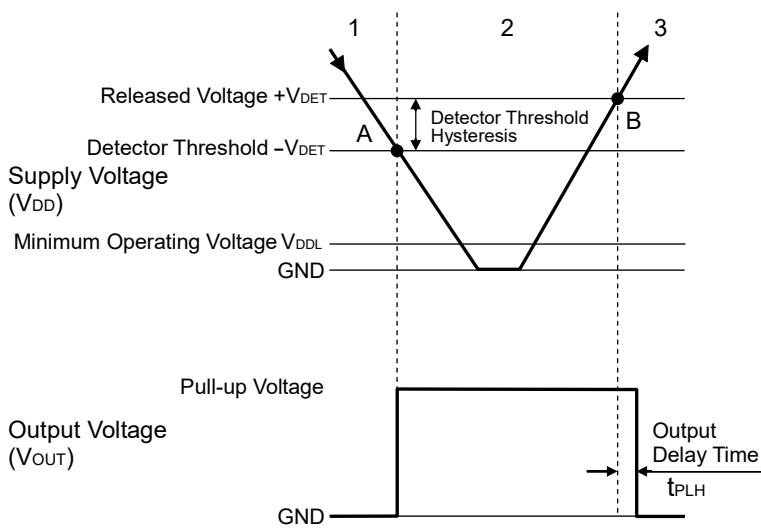 1
2
3
Released Voltage +VDET
Detector Threshold
Hysteresis
A
B
Detector Threshold –VDET
Supply Voltage
(VDD)
Minimum Operating Voltage VDDL
GND
Pull-up Voltage
Output Voltage
(VOUT)
Output
Delay Time
tPLH
GND